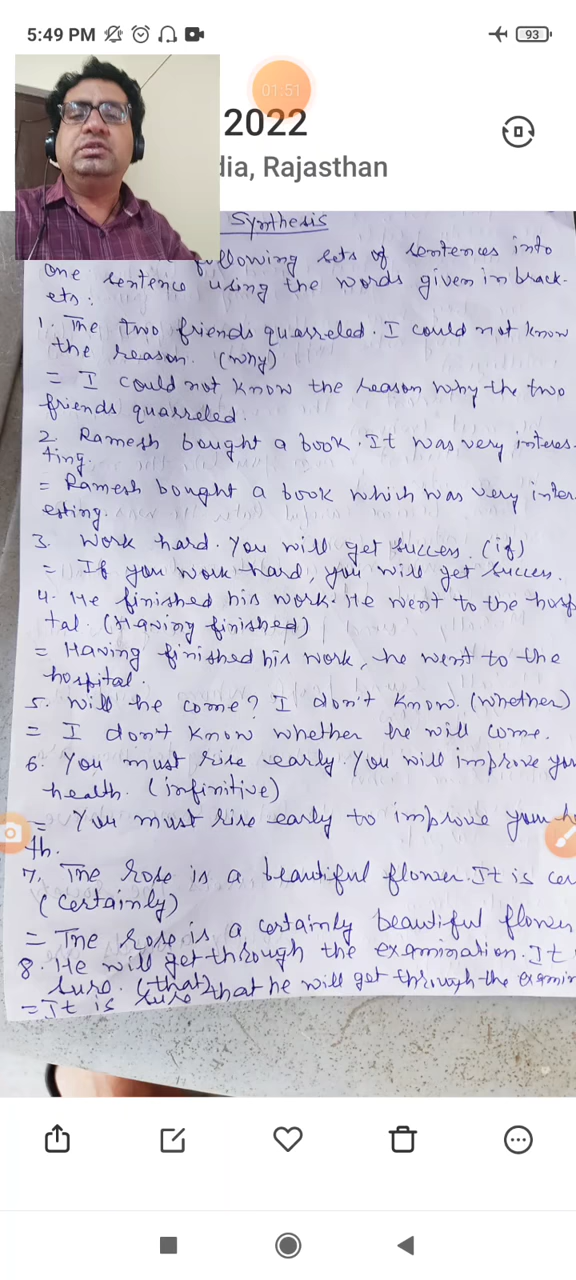 5:49 PM
93
01:51
2022
dia, Rajasthan
Synthesis
following sets of sentences into
one sentence using the words given in brack-
ets:
1. The two friends quarreled. I could not know
the reason. (why)
= I could not know the reason why the two
friends quarreled.
2. Ramesh bought a book. It was very interes-
ting.
= Ramesh bought a book which was very inter
esting.
3. Work hard. You will get success. (if)
= If you work hard, you will get success.
4. He finished his work. He went to the hosp
tal. (Having finished)
= Having finished his work, he went to the
hospital.
5. Will he come? I don't know. (whether)
= I don't know whether he will come.
6. You must rise early. You will improve you
health. (infinitive)
= You must rise early to improve your h
th.
7. The rose is a beautiful flower. It is cer
(certainly)
= The rose is a certainly beautiful flower
8. He will get through the examination. It
sure. (that)
= It is sure that he will get through the examin